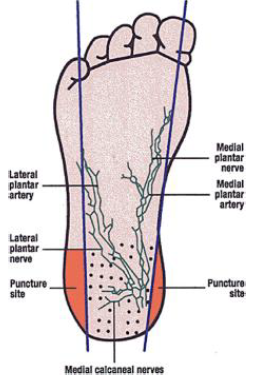 Medial
plantar
nerve
Medial
plantar
artery
Lateral
plantar
artery
Lateral
plantar
nerve
Puncture
site
Puncture
site
Medial calcaneal nerves